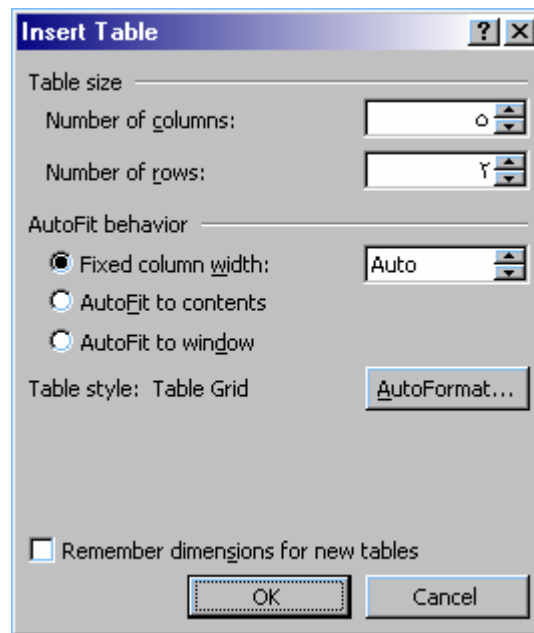 Insert Table
Table size
Number of columns: ٥
Number of rows: ٢
AutoFit behavior
Fixed column width: Auto
AutoFit to contents
AutoFit to window
Table style: Table Grid AutoFormat...
Remember dimensions for new tables
OK Cancel